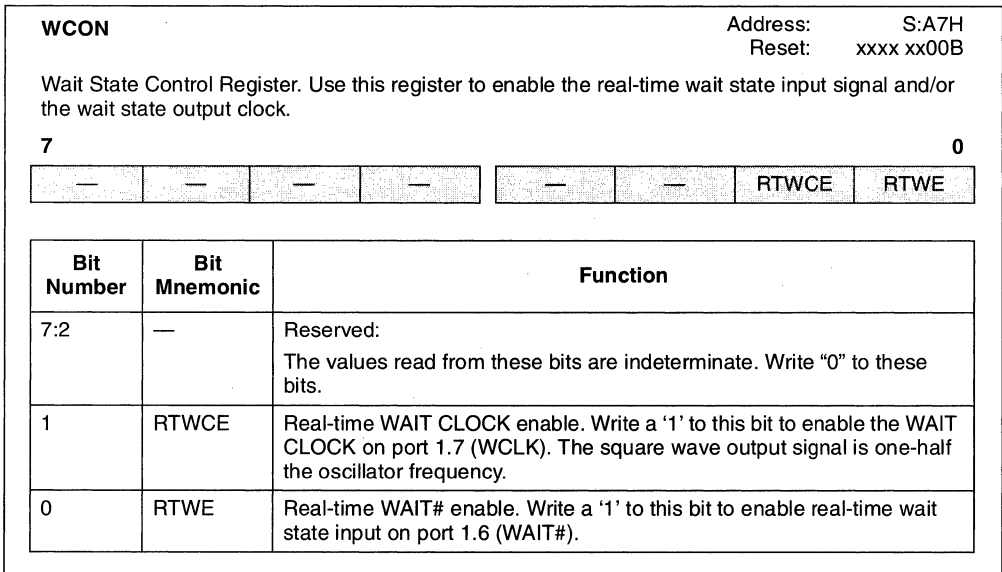 WCON Address: S:A7H
Reset: xxxx xx00B
Wait State Control Register. Use this register to enable the real-time wait state input signal and/or
the wait state output clock.
7 0
— — — — — — RTWCE RTWE
Bit Number Bit Mnemonic Function
7:2 — Reserved:
The values read from these bits are indeterminate. Write “0” to these
bits.
1 RTWCE Real-time WAIT CLOCK enable. Write a ‘1’ to this bit to enable the WAIT
CLOCK on port 1.7 (WCLK). The square wave output signal is one-half
the oscillator frequency.
0 RTWE Real-time WAIT# enable. Write a ‘1’ to this bit to enable real-time wait
state input on port 1.6 (WAIT#).